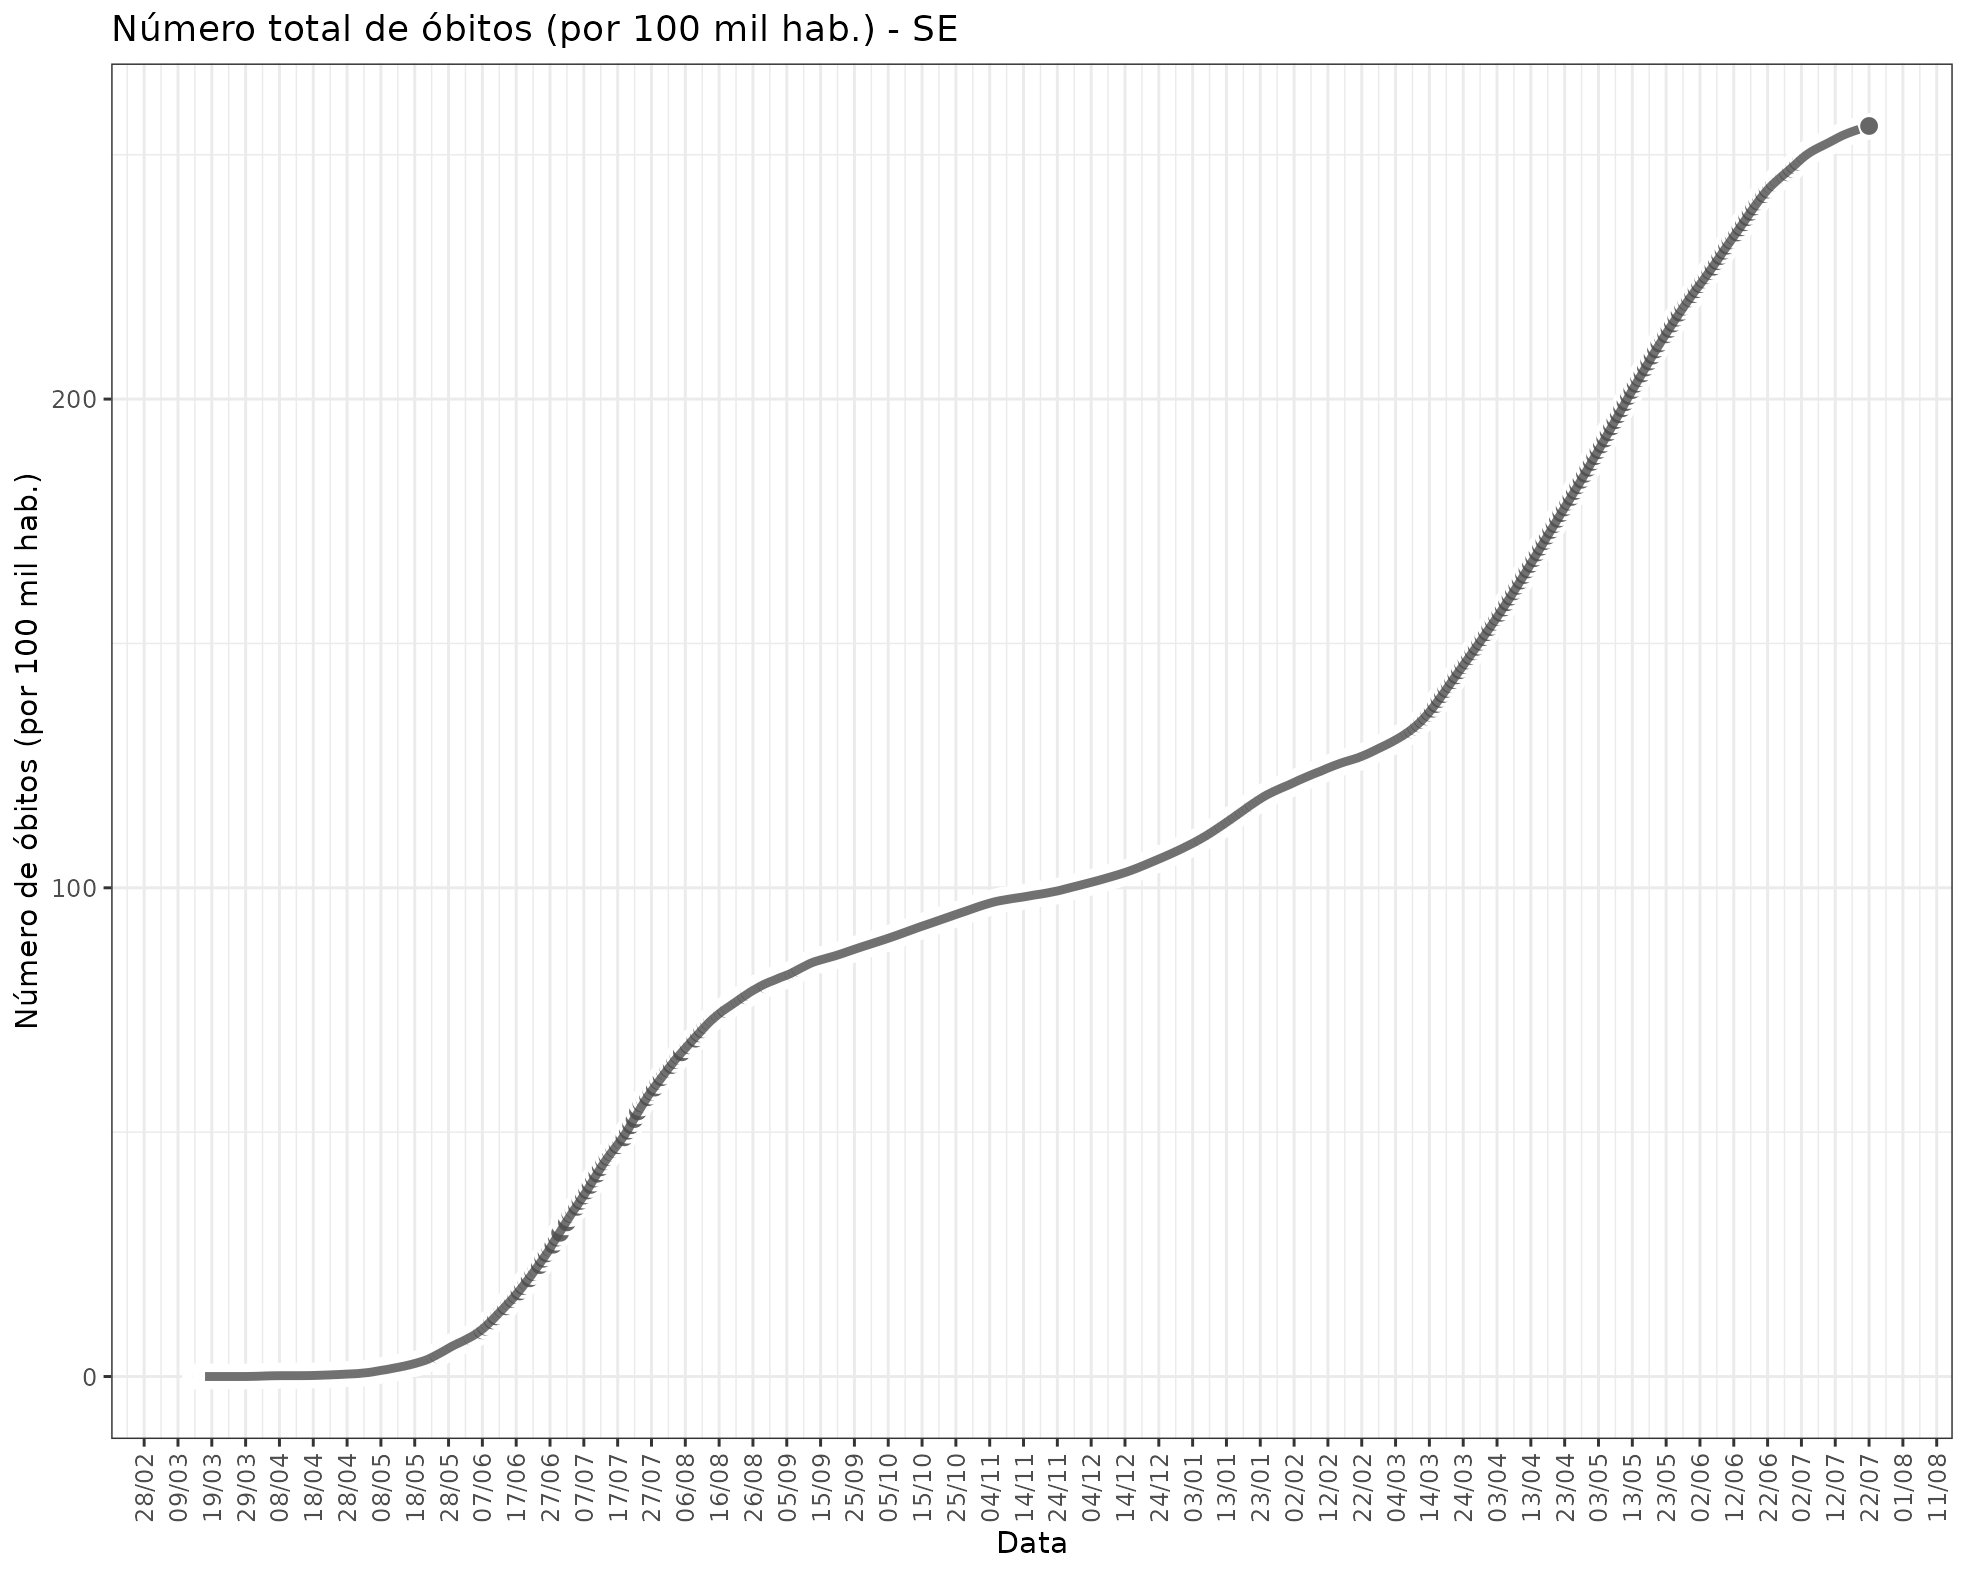 Número total de óbitos (por 100 mil hab.) - SE
Número de óbitos (por 100 mil hab.)
200
100
0
28/02 09/03 19/03 29/03 08/04 18/04 28/04 08/05 18/05 28/05 07/06 17/06 27/06 07/07 17/07 27/07 06/08 16/08 26/08 05/09 15/09 25/09 05/10 15/10 25/10 04/11 14/11 24/11 04/12 14/12 24/12 03/01 13/01 23/01 02/02 12/02 22/02 04/03 14/03 24/03 03/04 13/04 23/04 03/05 13/05 23/05 02/06 12/06 22/06 02/07 12/07 22/07 01/08 11/08
Data